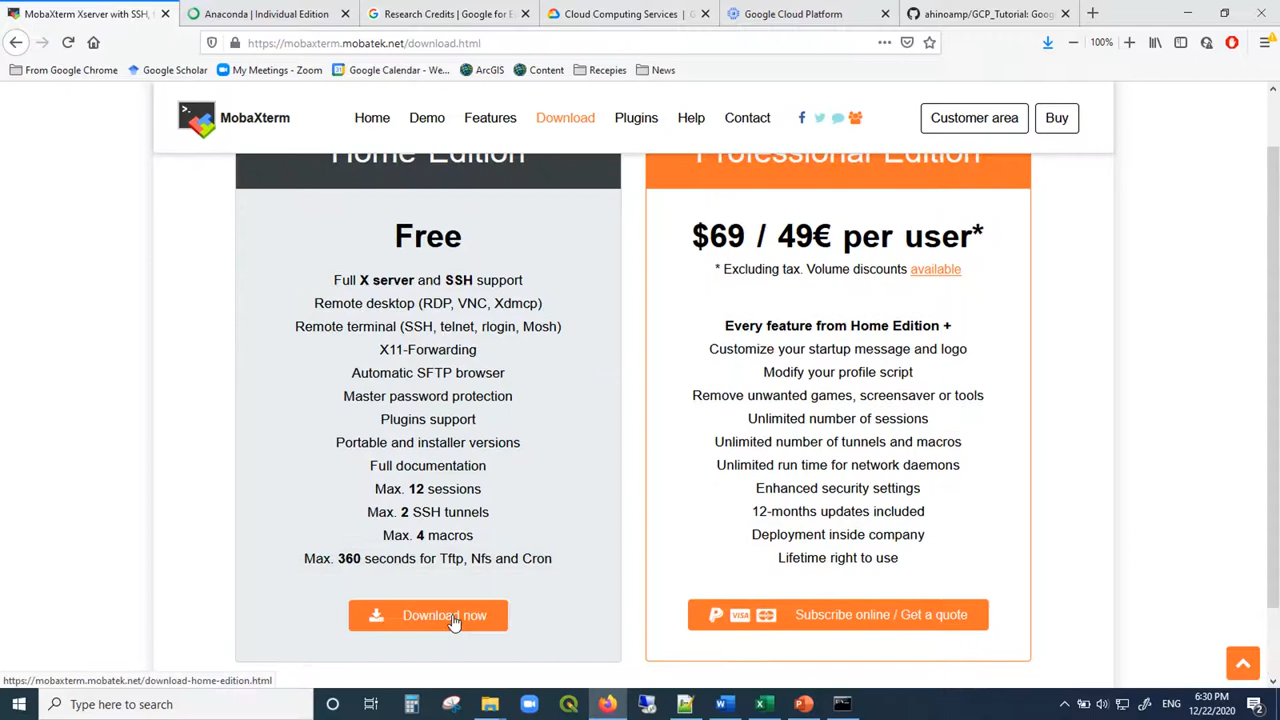 MobaXterm Xserver with SSH, t
Anaconda | Individual Edition
Research Credits | Google for E
Cloud Computing Services | G
Google Cloud Platform
ahinoamp/GCP_Tutorial: Goog
https://mobaxterm.mobatek.net/download.html
100%
From Google Chrome
Google Scholar
My Meetings - Zoom
Google Calendar - We...
ArcGIS
Content
Recepies
News
MobaXterm
Home
Demo
Features
Download
Plugins
Help
Contact
Customer area
Buy
Home Edition
Free
Full X server and SSH support
Remote desktop (RDP, VNC, Xdmcp)
Remote terminal (SSH, telnet, rlogin, Mosh)
X11-Forwarding
Automatic SFTP browser
Master password protection
Plugins support
Portable and installer versions
Full documentation
Max. 12 sessions
Max. 2 SSH tunnels
Max. 4 macros
Max. 360 seconds for Tftp, Nfs and Cron
Download now
Professional Edition
$69 / 49€ per user*
* Excluding tax. Volume discounts available
Every feature from Home Edition +
Customize your startup message and logo
Modify your profile script
Remove unwanted games, screensaver or tools
Unlimited number of sessions
Unlimited number of tunnels and macros
Unlimited run time for network daemons
Enhanced security settings
12-months updates included
Deployment inside company
Lifetime right to use
VISA
Subscribe online / Get a quote
https://mobaxterm.mobatek.net/download-home-edition.html
Type here to search
ENG
6:30 PM
12/22/2020
2